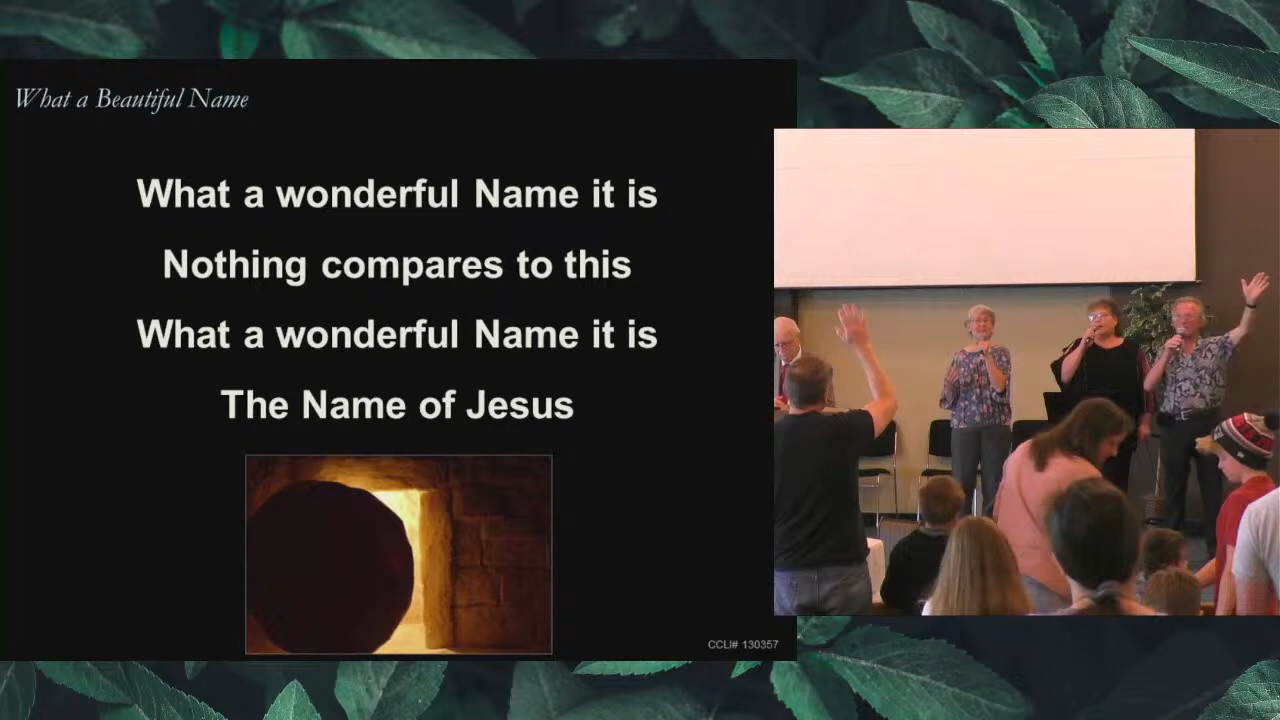 What a Beautiful Name
What a wonderful Name it is
Nothing compares to this
What a wonderful Name it is
The Name of Jesus
CCLI# 130357